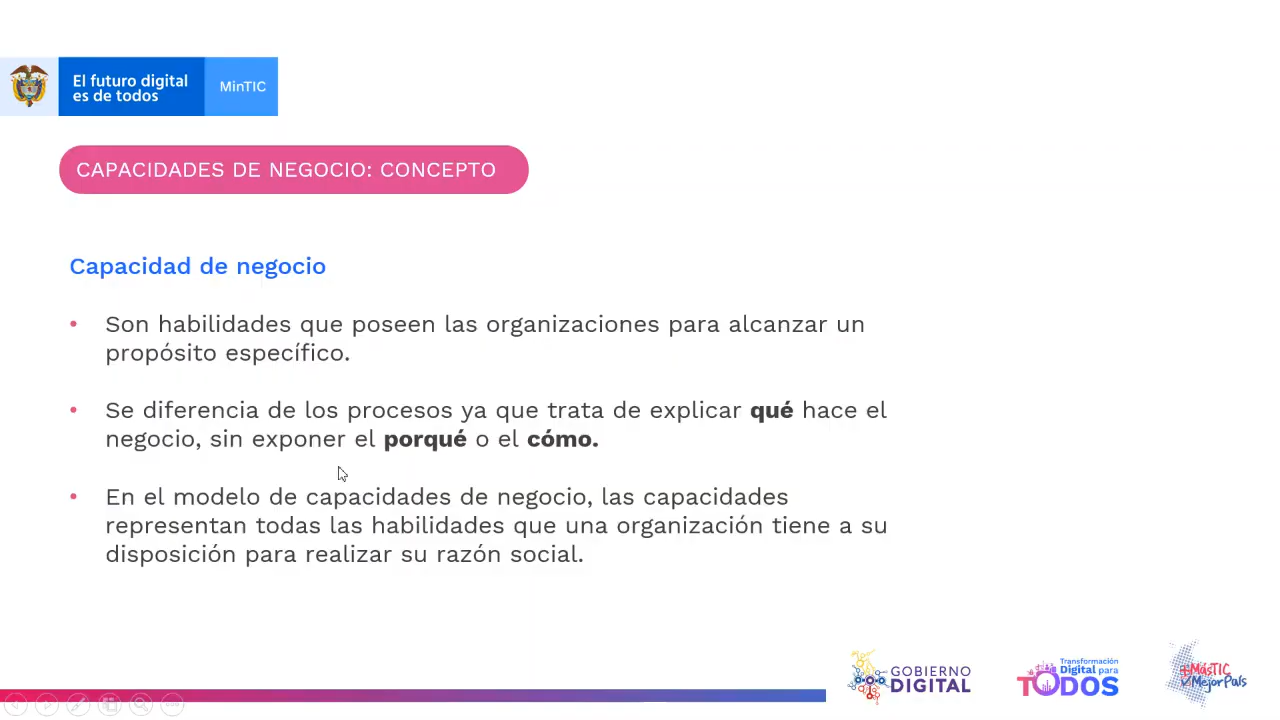 El futuro digital
es de todos
MinTIC
CAPACIDADES DE NEGOCIO: CONCEPTO
Capacidad de negocio
• Son habilidades que poseen las organizaciones para alcanzar un
propósito específico.
• Se diferencia de los procesos ya que trata de explicar qué hace el
negocio, sin exponer el porqué o el cómo.
• En el modelo de capacidades de negocio, las capacidades
representan todas las habilidades que una organización tiene a su
disposición para realizar su razón social.
GOBIERNO
DIGITAL
Transformación
Digital para
TODOS
+MásTIC
MejorPaís